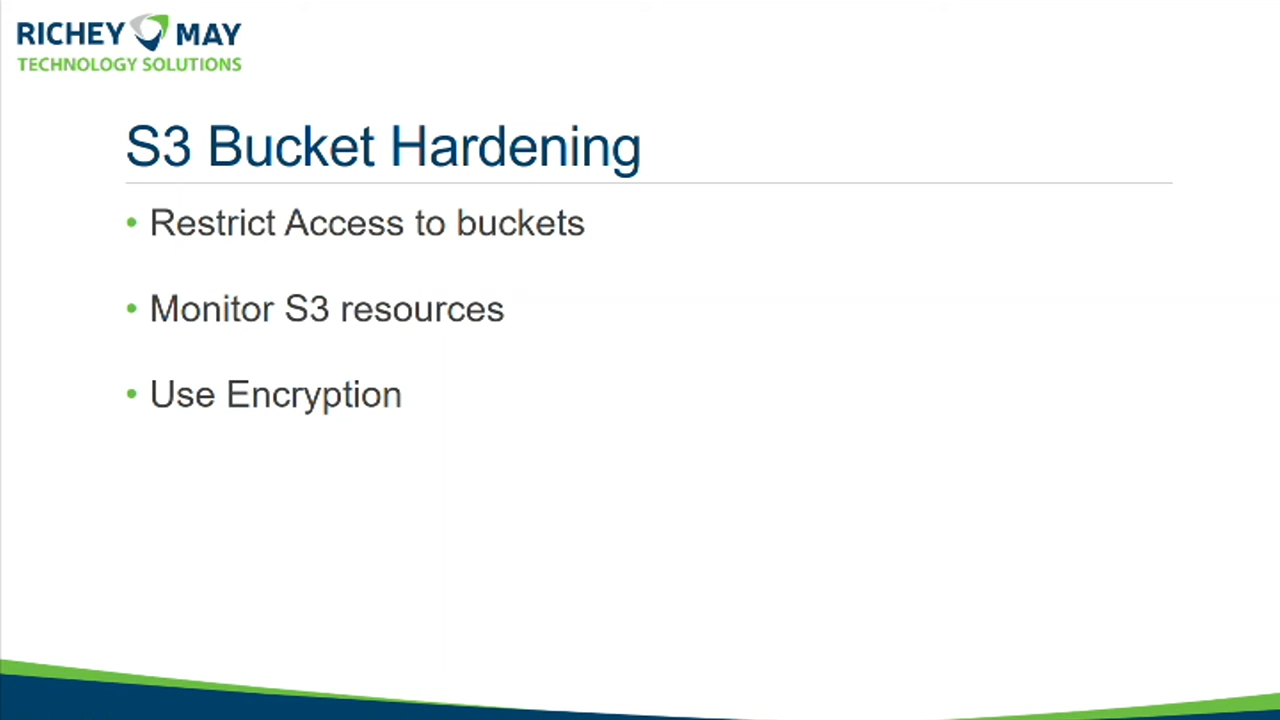 RICHEY MAY
TECHNOLOGY SOLUTIONS
S3 Bucket Hardening
• Restrict Access to buckets
• Monitor S3 resources
• Use Encryption